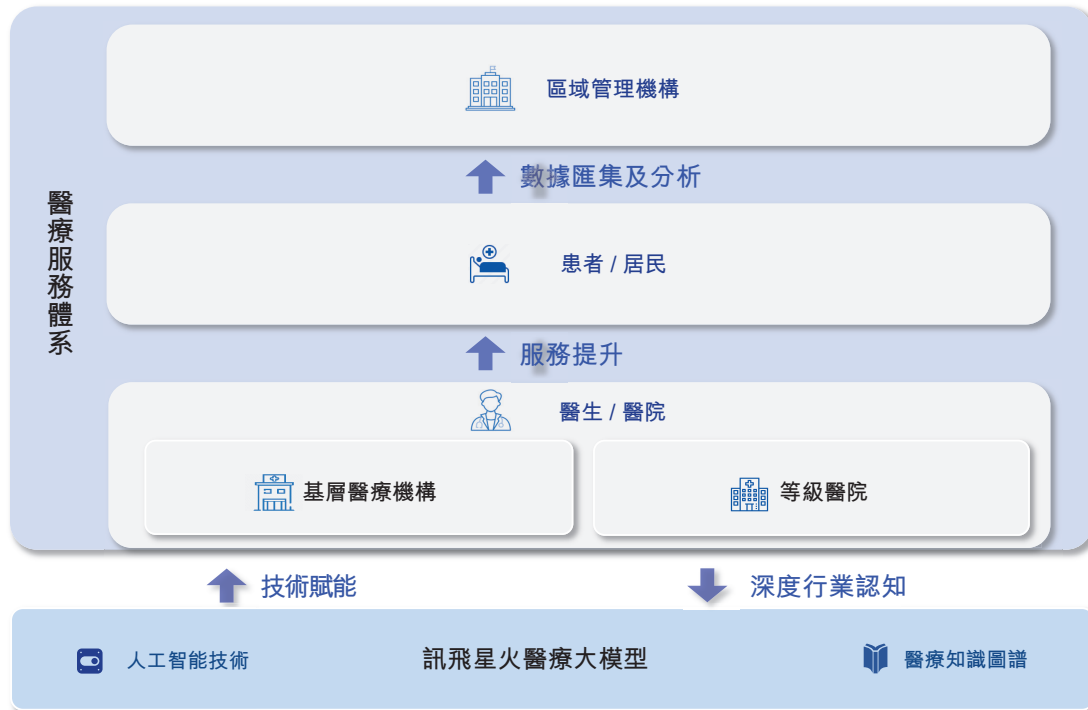 醫療服務體系
區域管理機構
數據匯集及分析
患者 / 居民
服務提升
醫生 / 醫院
基層醫療機構
等級醫院
技術賦能
深度行業認知
人工智能技術
訊飛星火醫療大模型
醫療知識圖譜